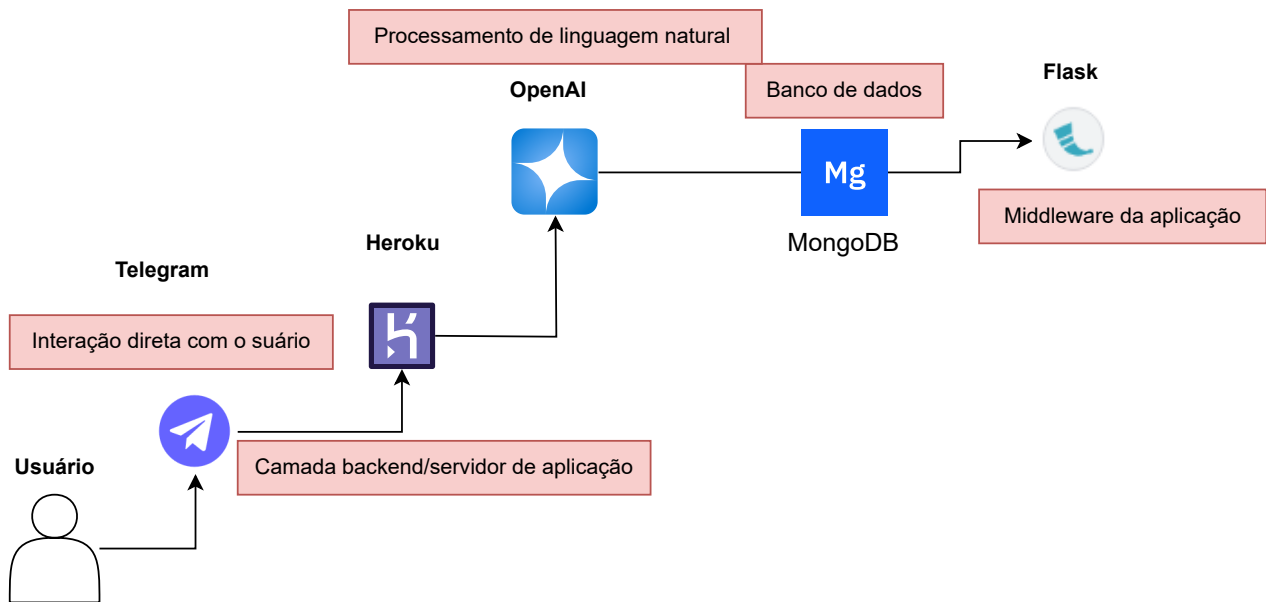 Processamento de linguagem natural
OpenAI
Banco de dados
Flask
Mg
MongoDB
Middleware da aplicação
Heroku
Telegram
Interação direta com o suário
Camada backend/servidor de aplicação
Usuário